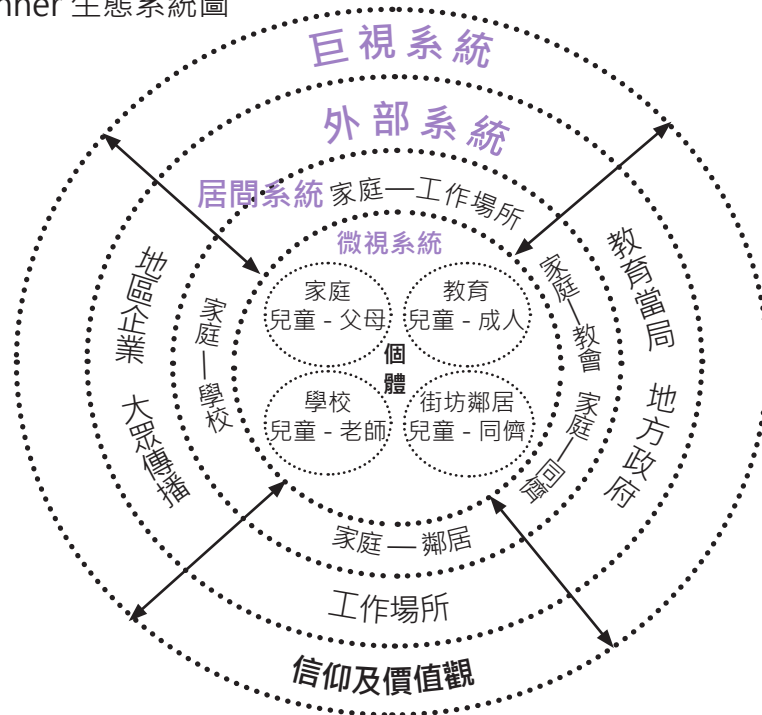 nner 生態系統圖
巨視系統
外部系統
居間系統
家庭—工作場所
微視系統
家庭
兒童 - 父母
教育
兒童 - 成人
個
體
學校
兒童 - 老師
街坊鄰居
兒童 - 同儕
家庭—學校
家庭—教會
家庭—同儕
家庭—鄰居
地區企業
大眾傳播
教育當局
地方政府
工作場所
信仰及價值觀